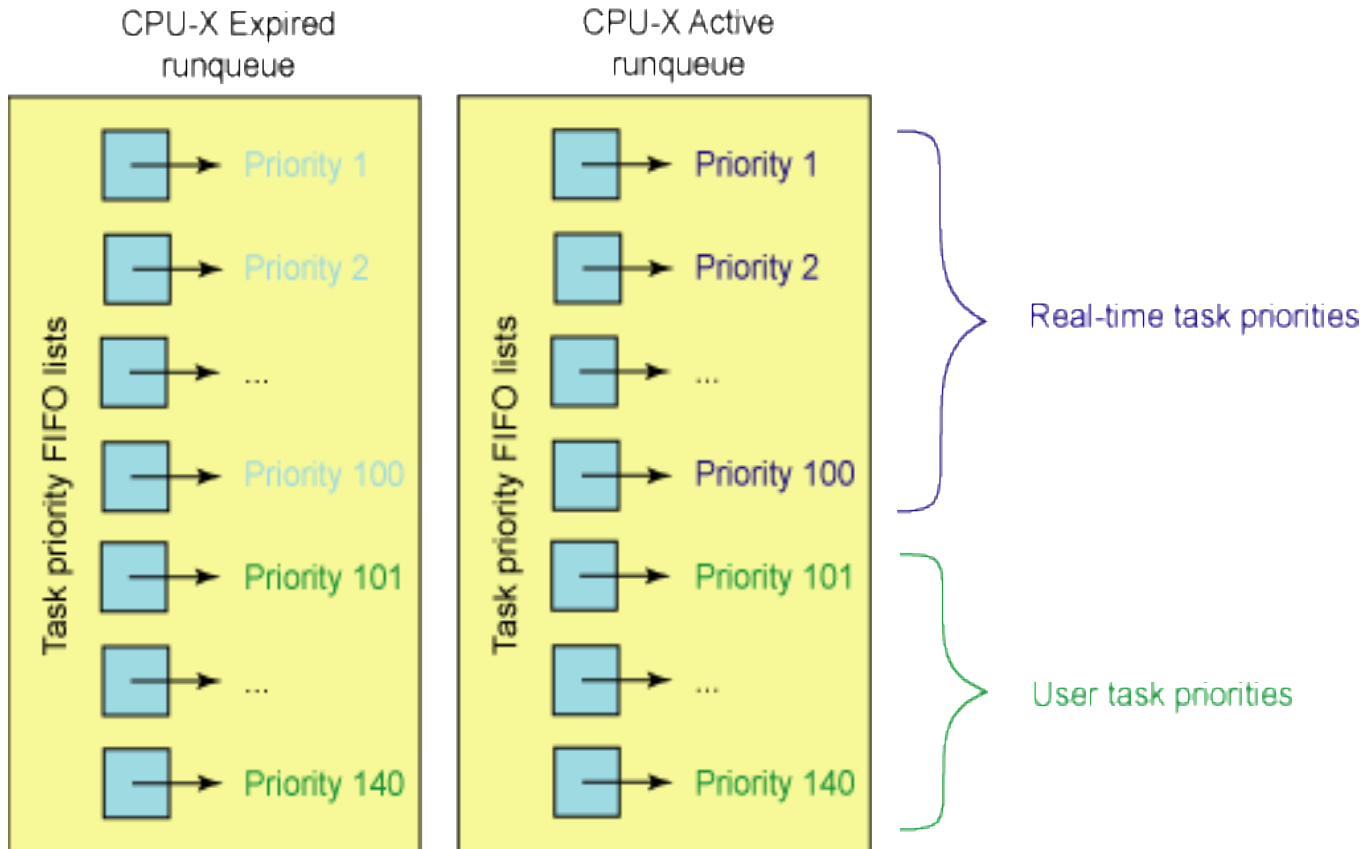 CPU-X Expired
runqueue
Task priority FIFO lists
Priority 1
Priority 2
...
Priority 100
Priority 101
...
Priority 140
CPU-X Active
runqueue
Task priority FIFO lists
Priority 1
Priority 2
...
Priority 100
Priority 101
...
Priority 140
Real-time task priorities
User task priorities